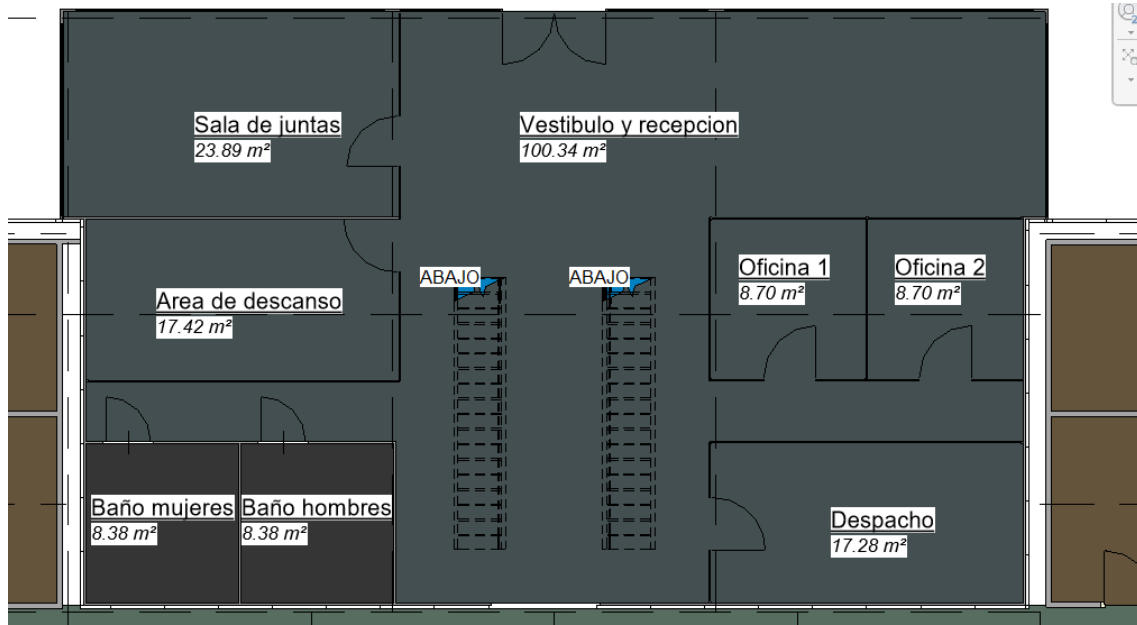 Sala de juntas
23.89 m²
Vestibulo y recepcion
100.34 m²
Area de descanso
17.42 m²
ABAJO
ABAJO
Oficina 1
8.70 m²
Oficina 2
8.70 m²
Baño mujeres
8.38 m²
Baño hombres
8.38 m²
Despacho
17.28 m²